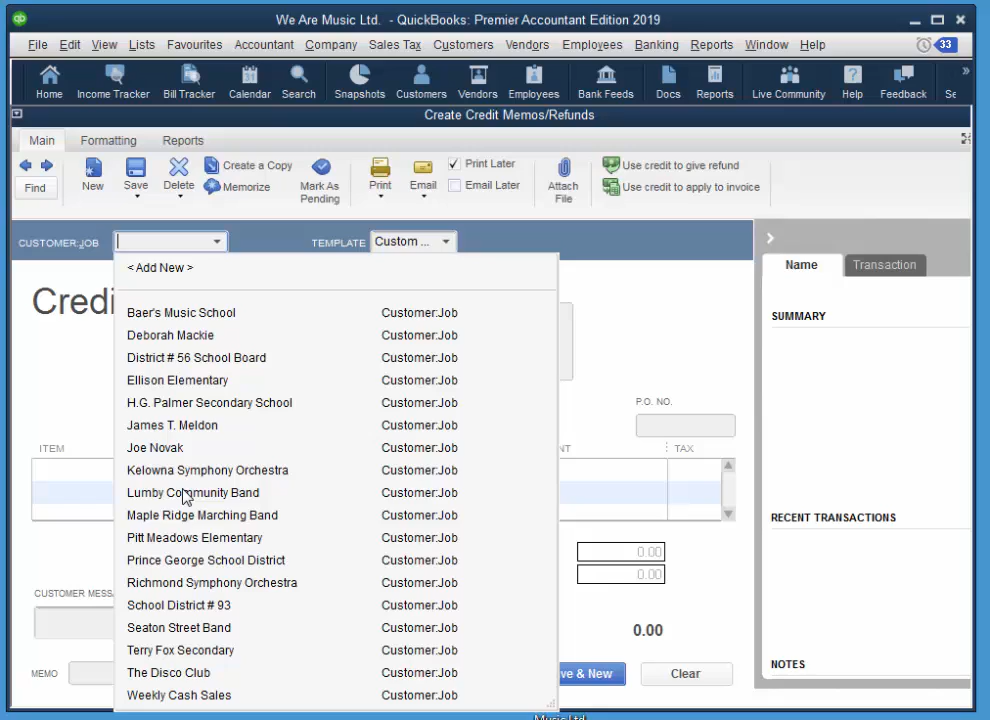 We Are Music Ltd. - QuickBooks: Premier Accountant Edition 2019
File Edit View Lists Favourites Accountant Company Sales Tax Customers Vendors Employees Banking Reports Window Help 33
Home Income Tracker Bill Tracker Calendar Search Snapshots Customers Vendors Employees Bank Feeds Docs Reports Live Community Help Feedback Se
Create Credit Memos/Refunds
Main Formatting Reports
Find New Save Delete Create a Copy Memorize Mark As Pending Print Email Print Later Email Later Attach File Use credit to give refund Use credit to apply to invoice
CUSTOMER:JOB TEMPLATE Custom ...
Name Transaction
< Add New >
Credi
SUMMARY
Baer's Music School Customer:Job
Deborah Mackie Customer:Job
District # 56 School Board Customer:Job
Ellison Elementary Customer:Job
H.G. Palmer Secondary School Customer:Job
P.O. NO.
James T. Meldon Customer:Job
Joe Novak Customer:Job
ITEM NT TAX
Kelowna Symphony Orchestra Customer:Job
Lumby Community Band Customer:Job
Maple Ridge Marching Band Customer:Job
RECENT TRANSACTIONS
Pitt Meadows Elementary Customer:Job
0.00
Prince George School District Customer:Job
0.00
Richmond Symphony Orchestra Customer:Job
CUSTOMER MESSA
School District # 93 Customer:Job
Seaton Street Band Customer:Job
0.00
Terry Fox Secondary Customer:Job
NOTES
MEMO
The Disco Club Customer:Job
ve & New Clear
Weekly Cash Sales Customer:Job
Music Ltd